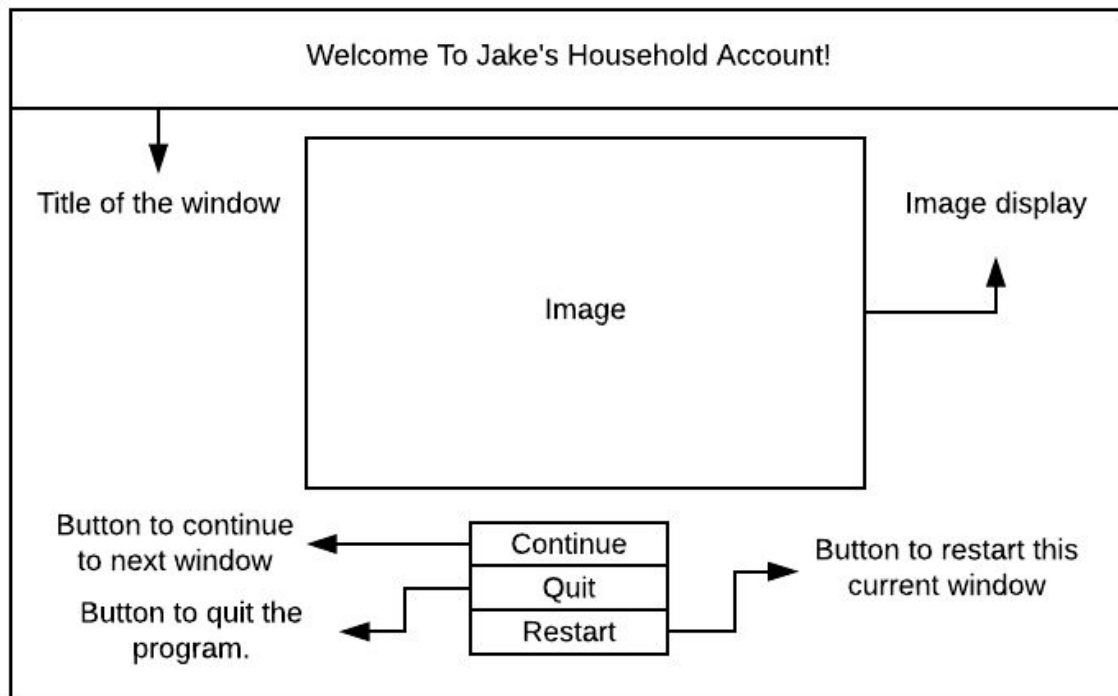 Welcome To Jake's Household Account!
Title of the window
Image display
Image
Button to continue
to next window
Continue
Quit
Restart
Button to quit the
program.
Button to restart this
current window